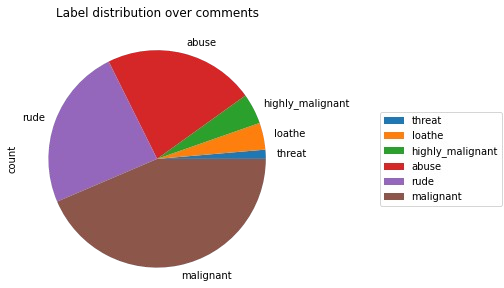 Label distribution over comments
abuse
rude
highly_malignant
loathe
threat
count
malignant
threat
loathe
highly_malignant
abuse
rude
malignant